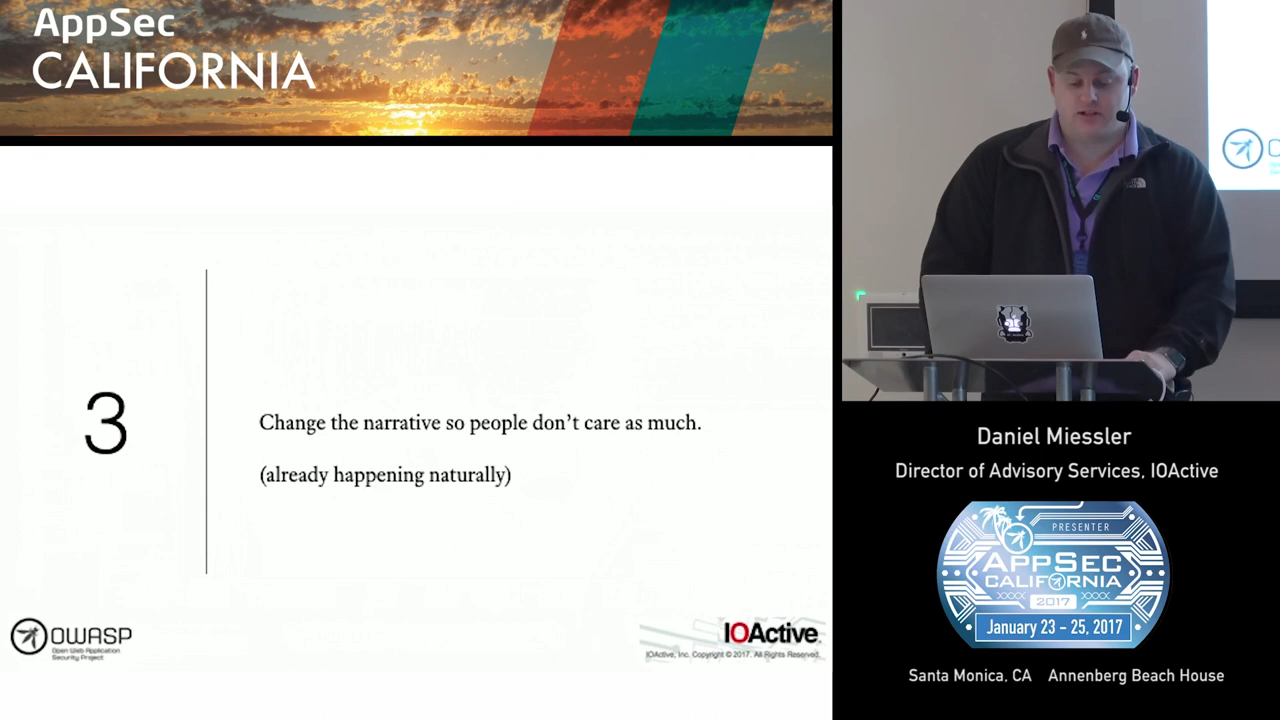 AppSec
CALIFORNIA
3
Change the narrative so people don't care as much.
(already happening naturally)
OWASP
Open Web Application
Security Project
IOActive
IOActive, Inc. Copyright © 2017. All Rights Reserved.
Daniel Miessler
Director of Advisory Services, IOActive
PRESENTER
APPSEC
CALIFORNIA
2017
January 23 - 25, 2017
Santa Monica, CA Annenberg Beach House